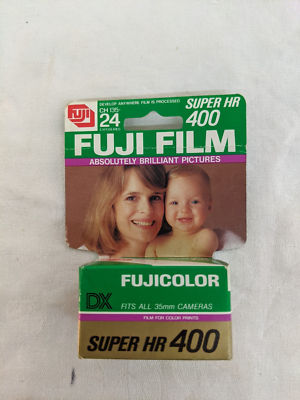 FUJI
DEVELOP ANYWHERE FILM IS PROCESSED
CH 135-
24
EXPOSURES
SUPER HR
400
FUJI FILM
ABSOLUTELY BRILLIANT PICTURES
FUJICOLOR
DX
FITS ALL 35mm CAMERAS
FILM FOR COLOR PRINTS
SUPER HR 400